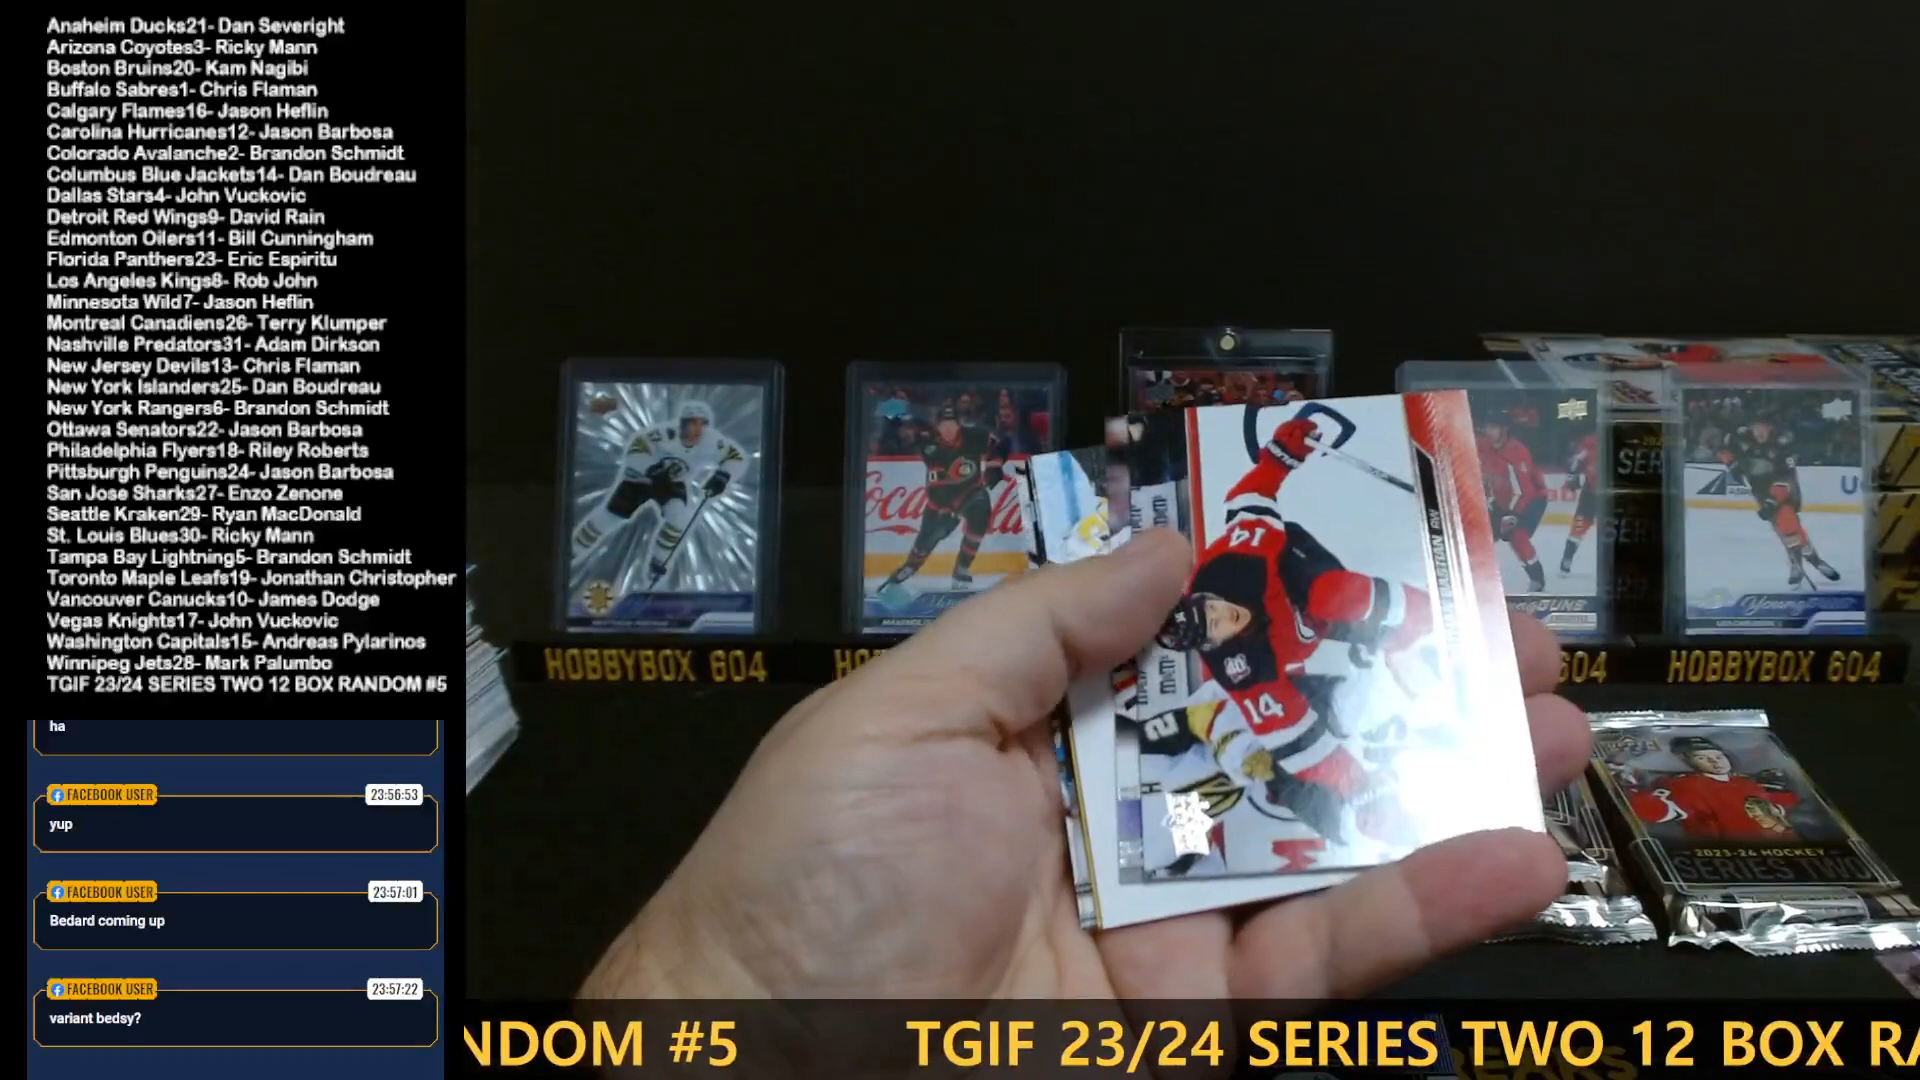 Anaheim Ducks21- Dan Severight
Arizona Coyotes3- Ricky Mann
Boston Bruins20- Kam Nagibi
Buffalo Sabres1- Chris Flaman
Calgary Flames16- Jason Heflin
Carolina Hurricanes12- Jason Barbosa
Colorado Avalanche2- Brandon Schmidt
Columbus Blue Jackets14- Dan Boudreau
Dallas Stars4- John Vuckovic
Detroit Red Wings9- David Rain
Edmonton Oilers11- Bill Cunningham
Florida Panthers23- Eric Espiritu
Los Angeles Kings8- Rob John
Minnesota Wild7- Jason Heflin
Montreal Canadiens26- Terry Klumper
Nashville Predators31- Adam Dirkson
New Jersey Devils13- Chris Flaman
New York Islanders25- Dan Boudreau
New York Rangers6- Brandon Schmidt
Ottawa Senators22- Jason Barbosa
Philadelphia Flyers18- Riley Roberts
Pittsburgh Penguins24- Jason Barbosa
San Jose Sharks27- Enzo Zenone
Seattle Kraken29- Ryan MacDonald
St. Louis Blues30- Ricky Mann
Tampa Bay Lightning5- Brandon Schmidt
Toronto Maple Leafs19- Jonathan Christopher
Vancouver Canucks10- James Dodge
Vegas Knights17- John Vuckovic
Washington Capitals15- Andreas Pylarinos
Winnipeg Jets28- Mark Palumbo
TGIF 23/24 SERIES TWO 12 BOX RANDOM #5
ha
FACEBOOK USER 23:56:53
yup
FACEBOOK USER 23:57:01
Bedard coming up
FACEBOOK USER 23:57:22
variant bedsy?
Coca-Cola
14
14
HOBBYBOX 604
HO
604
HOBBYBOX 604
2023-24 HOCKEY
SERIES TWO
NDOM #5 TGIF 23/24 SERIES TWO 12 BOX RA